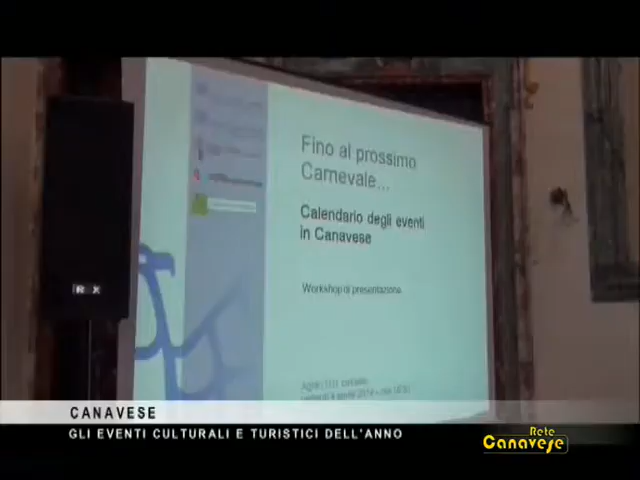 Fino al prossimo
Carnevale...
Calendario degli eventi
in Canavese
Workshop di presentazione
RX
CANAVESE
GLI EVENTI CULTURALI E TURISTICI DELL'ANNO
Rete
Canavese